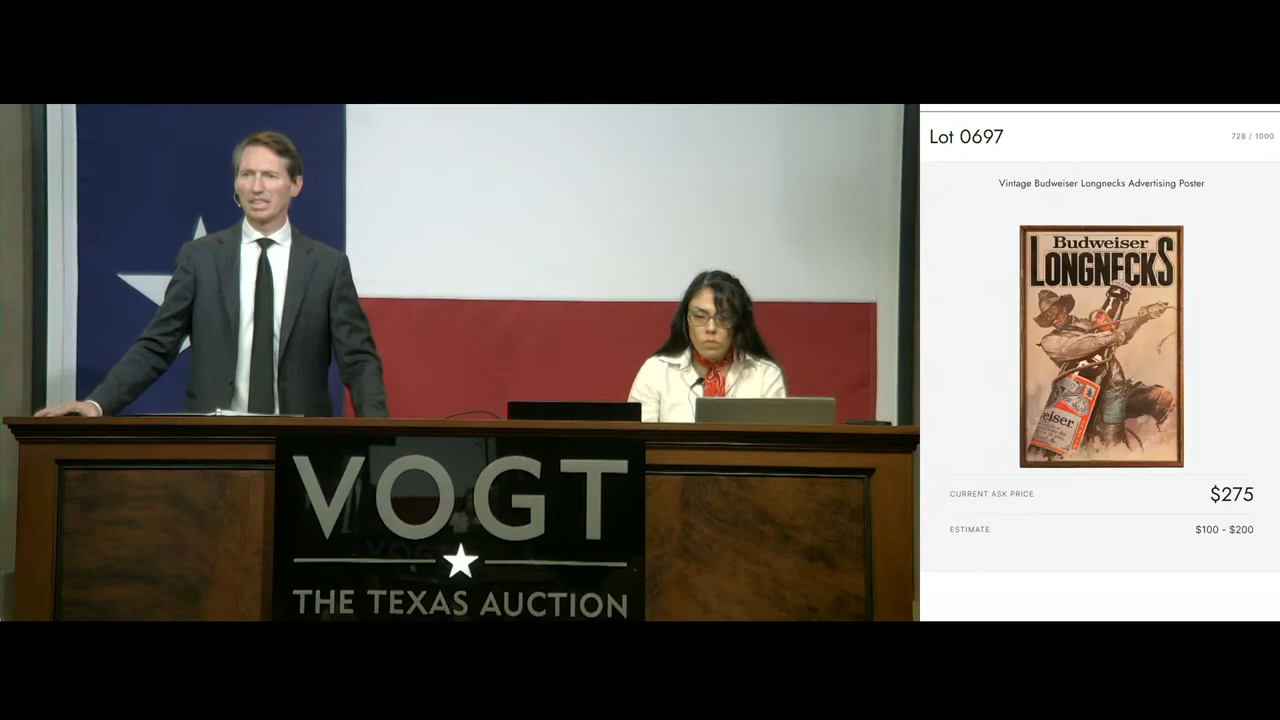 VOGT
THE TEXAS AUCTION
Lot 0697
728 / 1000
Vintage Budweiser Longnecks Advertising Poster
Budweiser
LONGNECKS
eiser
CURRENT ASK PRICE
$275
ESTIMATE
$100 - $200